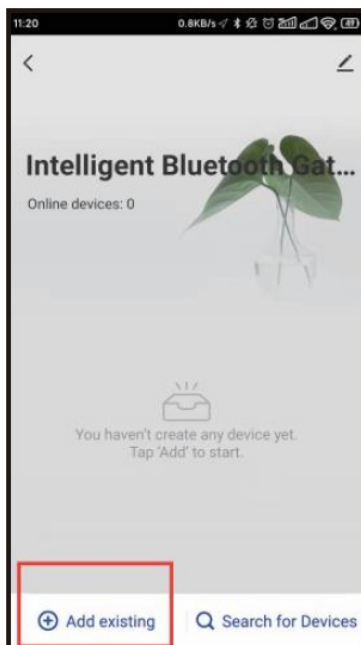 11:20 0.8KB/s 49
Intelligent Bluetooth Gat...
Online devices: 0
You haven't create any device yet.
Tap 'Add' to start.
Add existing Search for Devices